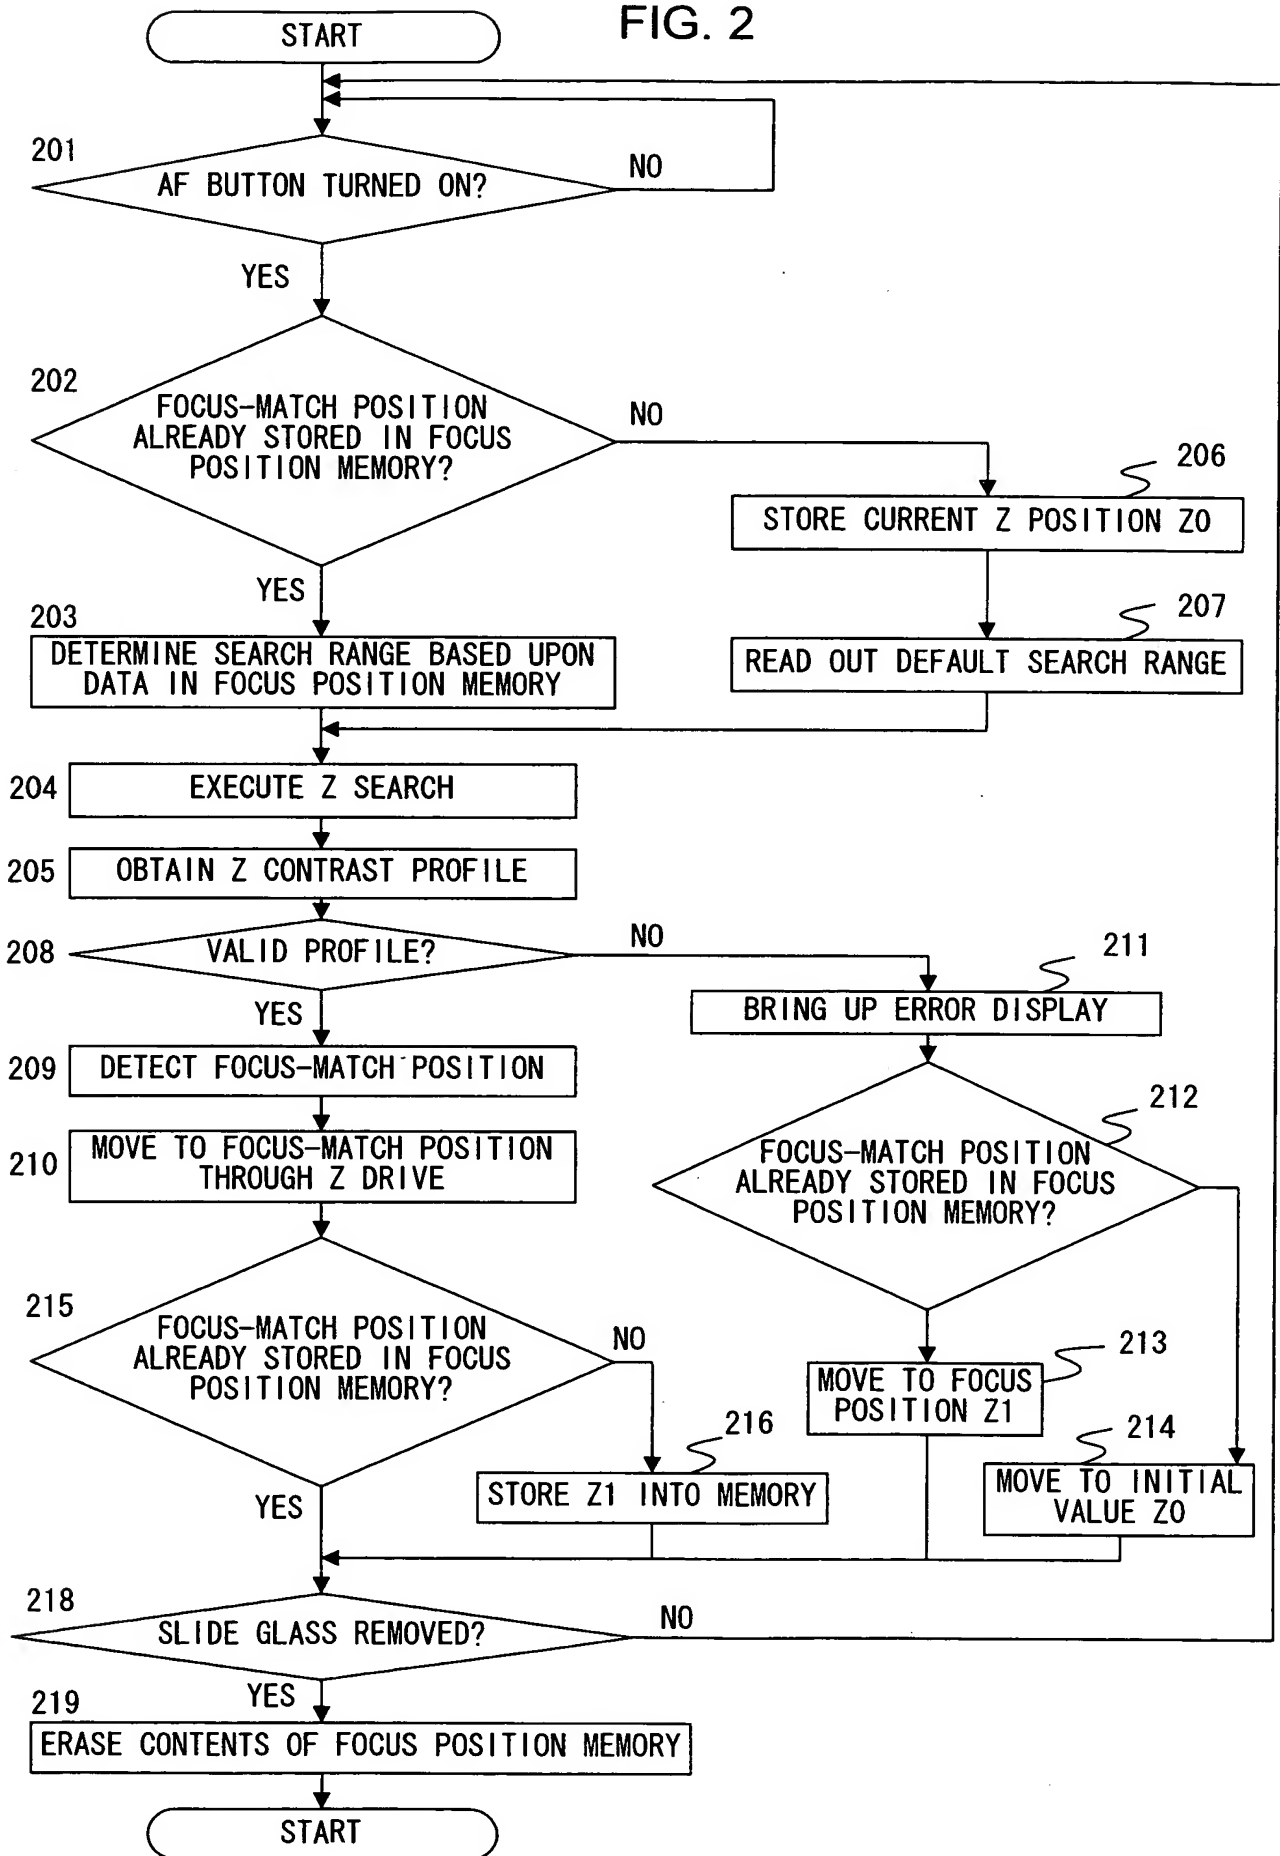 FIG. 2
START
201
AF BUTTON TURNED ON?
NO
YES
202
FOCUS-MATCH POSITION
ALREADY STORED IN FOCUS
POSITION MEMORY?
NO
206
STORE CURRENT Z POSITION Z0
YES
207
READ OUT DEFAULT SEARCH RANGE
203
DETERMINE SEARCH RANGE BASED UPON
DATA IN FOCUS POSITION MEMORY
204
EXECUTE Z SEARCH
205
OBTAIN Z CONTRAST PROFILE
208
VALID PROFILE?
NO
YES
211
BRING UP ERROR DISPLAY
209
DETECT FOCUS-MATCH POSITION
210
MOVE TO FOCUS-MATCH POSITION
THROUGH Z DRIVE
212
FOCUS-MATCH POSITION
ALREADY STORED IN FOCUS
POSITION MEMORY?
215
FOCUS-MATCH POSITION
ALREADY STORED IN FOCUS
POSITION MEMORY?
NO
213
MOVE TO FOCUS
POSITION Z1
216
STORE Z1 INTO MEMORY
214
MOVE TO INITIAL
VALUE Z0
YES
218
SLIDE GLASS REMOVED?
NO
YES
219
ERASE CONTENTS OF FOCUS POSITION MEMORY
START